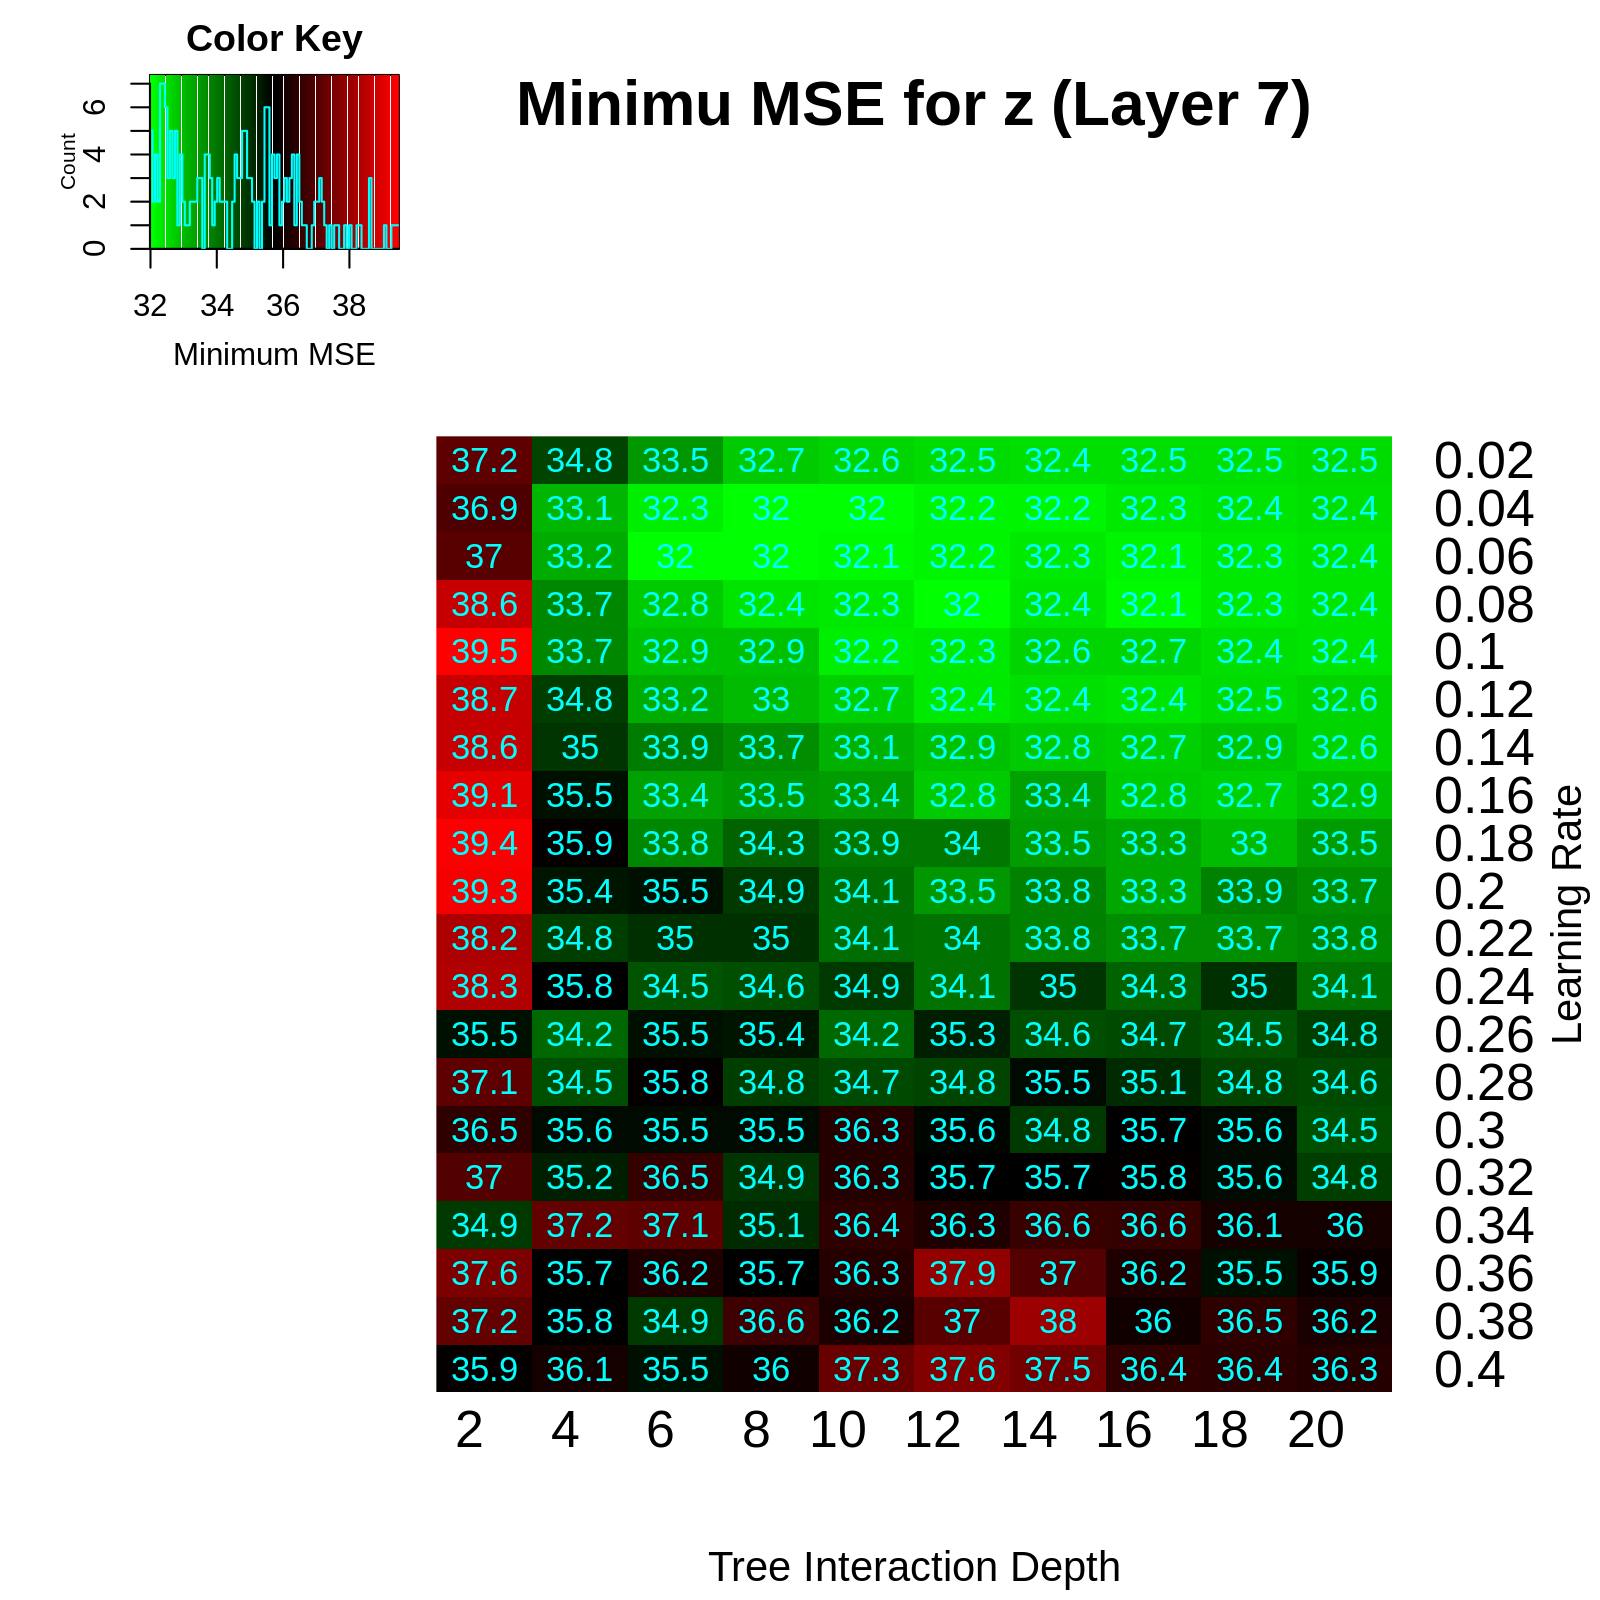 Color Key
Minimu MSE for z (Layer 7)
Count
0 2 4 6
32 34 36 38
Minimum MSE
37.2 34.8 33.5 32.7 32.6 32.5 32.4 32.5 32.5 32.5 0.02
36.9 33.1 32.3 32 32 32.2 32.2 32.3 32.4 32.4 0.04
37 33.2 32 32 32.1 32.2 32.3 32.1 32.3 32.4 0.06
38.6 33.7 32.8 32.4 32.3 32 32.4 32.1 32.3 32.4 0.08
39.5 33.7 32.9 32.9 32.2 32.3 32.6 32.7 32.4 32.4 0.1
38.7 34.8 33.2 33 32.7 32.4 32.4 32.4 32.5 32.6 0.12
38.6 35 33.9 33.7 33.1 32.9 32.8 32.7 32.9 32.6 0.14
39.1 35.5 33.4 33.5 33.4 32.8 33.4 32.8 32.7 32.9 0.16
39.4 35.9 33.8 34.3 33.9 34 33.5 33.3 33 33.5 0.18
39.3 35.4 35.5 34.9 34.1 33.5 33.8 33.3 33.9 33.7 0.2
38.2 34.8 35 35 34.1 34 33.8 33.7 33.7 33.8 0.22
38.3 35.8 34.5 34.6 34.9 34.1 35 34.3 35 34.1 0.24
35.5 34.2 35.5 35.4 34.2 35.3 34.6 34.7 34.5 34.8 0.26
37.1 34.5 35.8 34.8 34.7 34.8 35.5 35.1 34.8 34.6 0.28
36.5 35.6 35.5 35.5 36.3 35.6 34.8 35.7 35.6 34.5 0.3
37 35.2 36.5 34.9 36.3 35.7 35.7 35.8 35.6 34.8 0.32
34.9 37.2 37.1 35.1 36.4 36.3 36.6 36.6 36.1 36 0.34
37.6 35.7 36.2 35.7 36.3 37.9 37 36.2 35.5 35.9 0.36
37.2 35.8 34.9 36.6 36.2 37 38 36 36.5 36.2 0.38
35.9 36.1 35.5 36 37.3 37.6 37.5 36.4 36.4 36.3 0.4
Learning Rate
2 4 6 8 10 12 14 16 18 20
Tree Interaction Depth